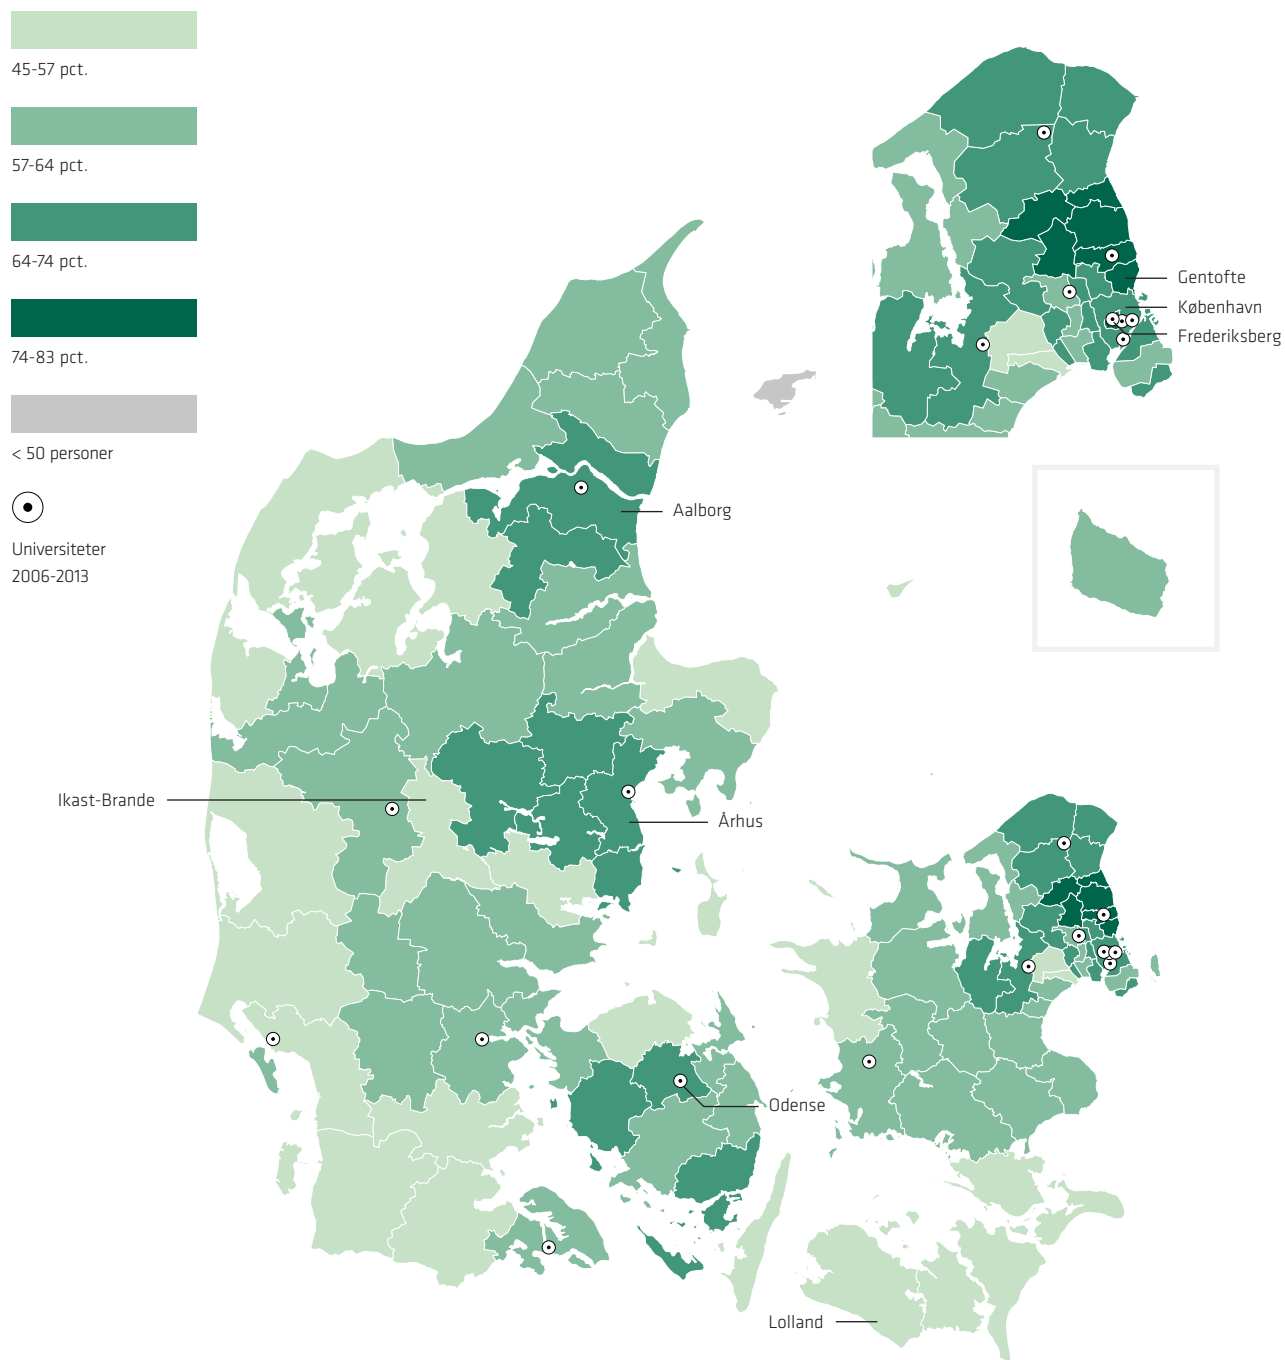 45-57 pct.
57-64 pct.
64-74 pct.
74-83 pct.
< 50 personer
Universiteter
2006-2013
Gentofte
København
Frederiksberg
Aalborg
Ikast-Brande
Århus
Odense
Lolland